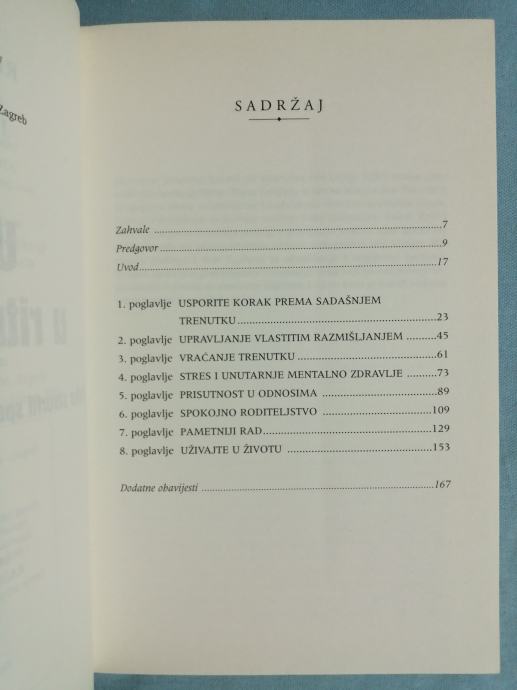 Zagreb
SADRŽAJ
Zahvale ........................................................................7
Predgovor ........................................................................9
Uvod........................................................................17
1. poglavlje USPORITE KORAK PREMA SADAŠNJEM
TRENUTKU........................................23
2. poglavlje UPRAVLJANJE VLASTITIM RAZMIŠLJANJEM .........45
3. poglavlje VRAĆANJE TRENUTKU............................61
4. poglavlje STRES I UNUTARNJE MENTALNO ZDRAVLJE .........73
5. poglavlje PRISUTNOST U ODNOSIMA ............................89
6. poglavlje SPOKOJNO RODITELJSTVO ............................109
7. poglavlje PAMETNIJI RAD........................................129
8. poglavlje UŽIVAJTE U ŽIVOTU ....................................153
Dodatne obavijesti ............................................................167